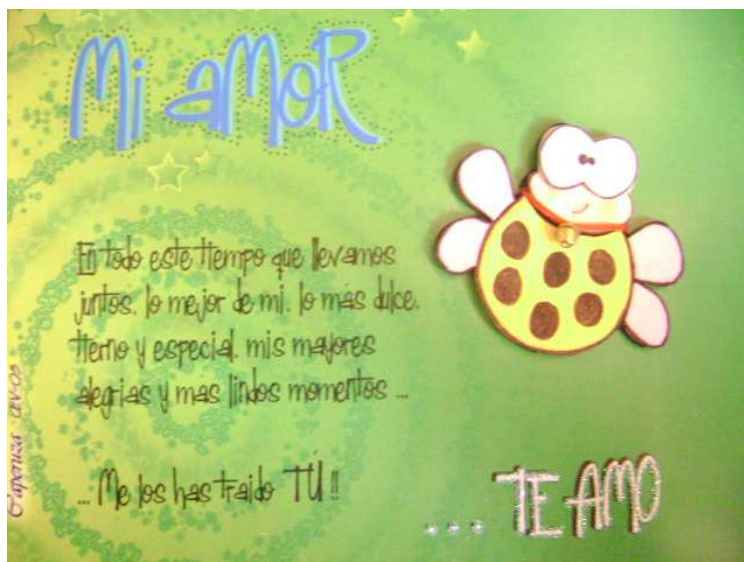 Mi aMoR
En todo este tiempo que llevamos
juntos, lo mejor de mi, lo más dulce,
tierno y especial, mis mayores
alegrias y mas lindos momentos ...
... Me los has traido TÚ !!
... TE AMO